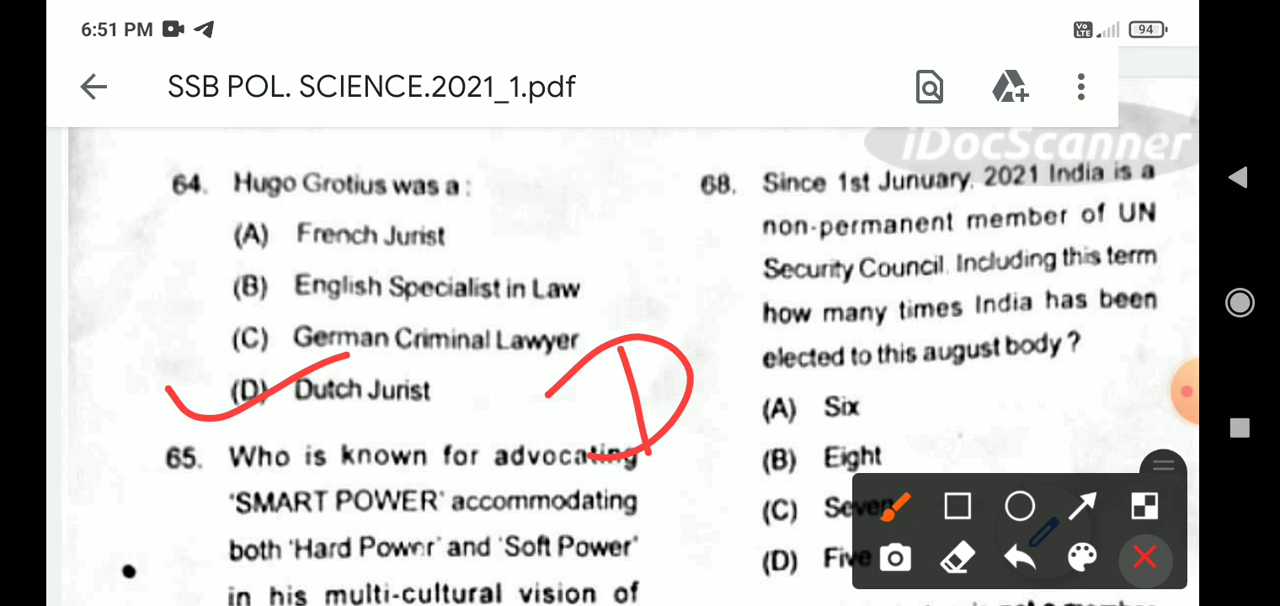 6:51 PM
Vo LTE
94
SSB POL. SCIENCE.2021_1.pdf
iDocScanner
64. Hugo Grotius was a :
(A) French Jurist
(B) English Specialist in Law
(C) German Criminal Lawyer
(D) Dutch Jurist
D
65. Who is known for advocating
'SMART POWER' accommodating
both 'Hard Power' and 'Soft Power'
in his multi-cultural vision of
68. Since 1st Junuary, 2021 India is a
non-permanent member of UN
Security Council. Including this term
how many times India has been
elected to this august body ?
(A) Six
(B) Eight
(C) Seven
(D) Five